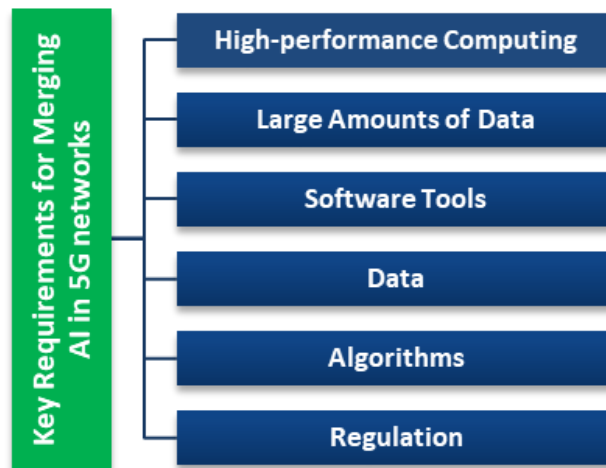 Key Requirements for Merging
AI in 5G networks
High-performance Computing
Large Amounts of Data
Software Tools
Data
Algorithms
Regulation